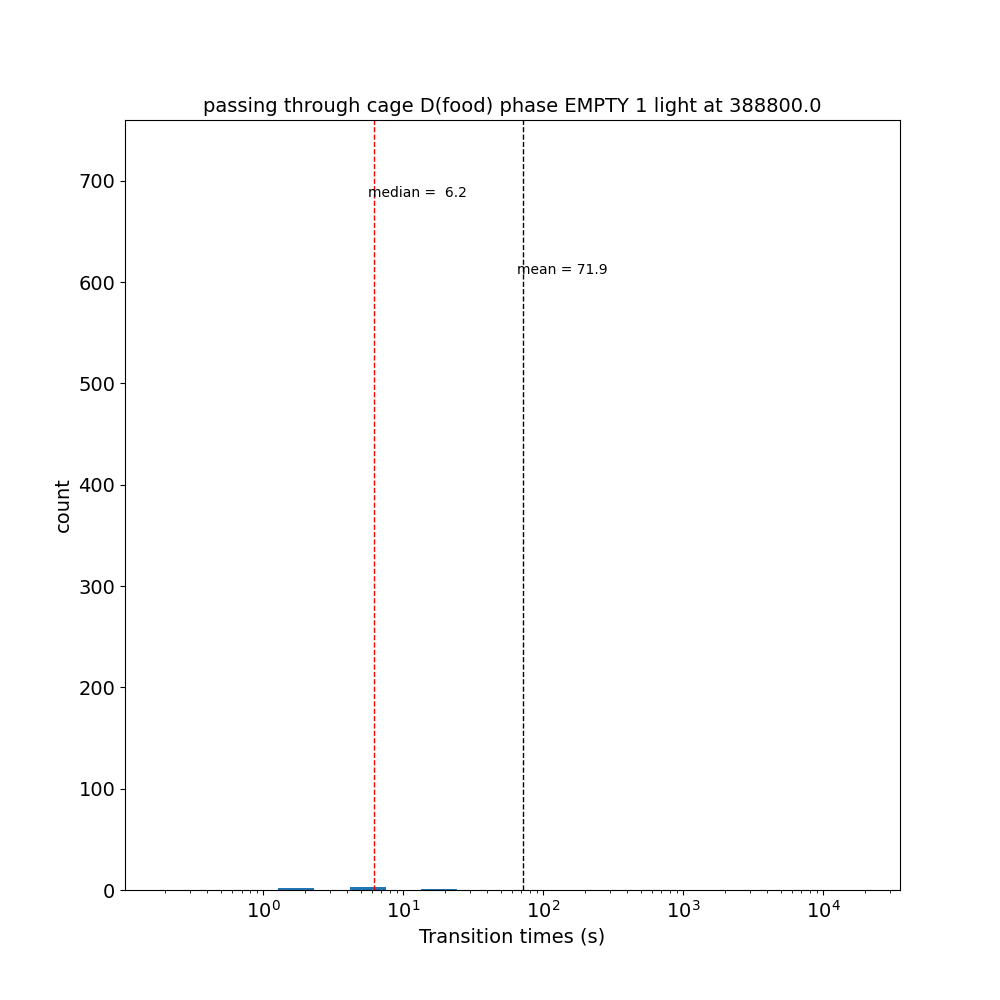 passing through cage D(food) phase EMPTY 1 light at 388800.0
700
median =  6.2
mean = 71.9
600
500
count
400
300
200
100
0
10^0 10^1 10^2 10^3 10^4
Transition times (s)